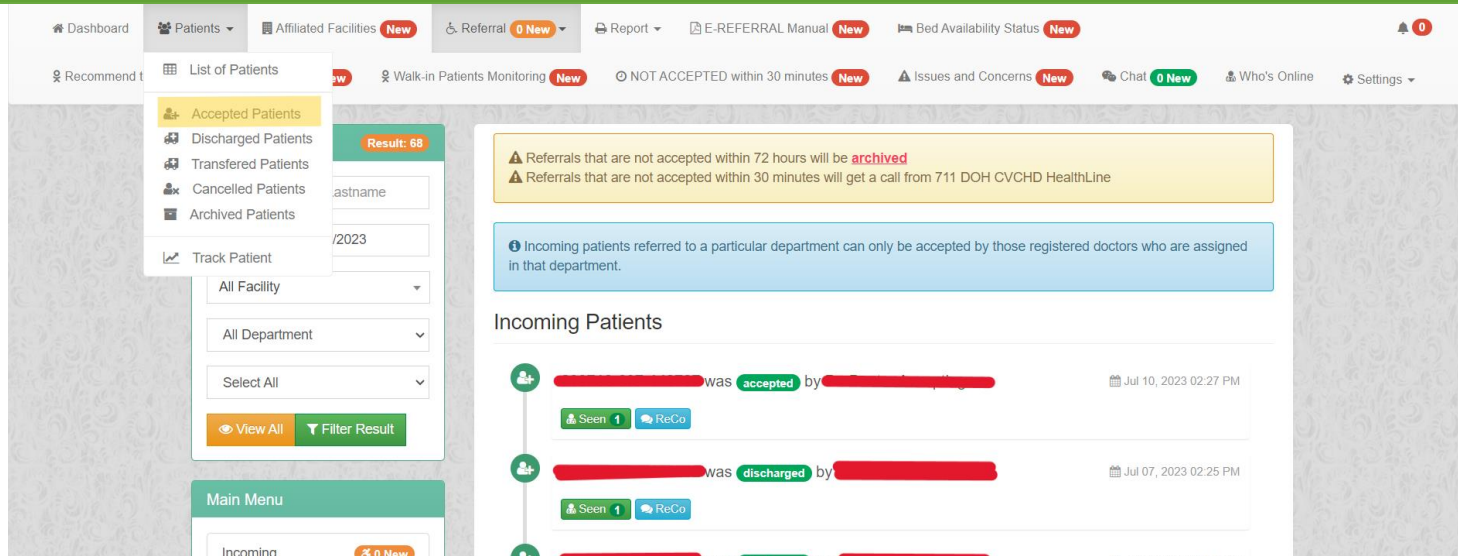 Dashboard Patients Affiliated Facilities New Referral 0 New Report E-REFERRAL Manual New Bed Availability Status New 0
Recommend t ew Walk-in Patients Monitoring New NOT ACCEPTED within 30 minutes New Issues and Concerns New Chat 0 New Who's Online Settings
List of Patients
Accepted Patients
Discharged Patients
Transfered Patients
Cancelled Patients
Archived Patients
Track Patient
Result: 68
Lastname
/2023
All Facility
All Department
Select All
View All Filter Result
Main Menu
Incoming 0 New
Referrals that are not accepted within 72 hours will be archived
Referrals that are not accepted within 30 minutes will get a call from 711 DOH CVCHD HealthLine
Incoming patients referred to a particular department can only be accepted by those registered doctors who are assigned
in that department.
Incoming Patients
was accepted by Jul 10, 2023 02:27 PM
Seen 1 ReCo
was discharged by Jul 07, 2023 02:25 PM
Seen 1 ReCo